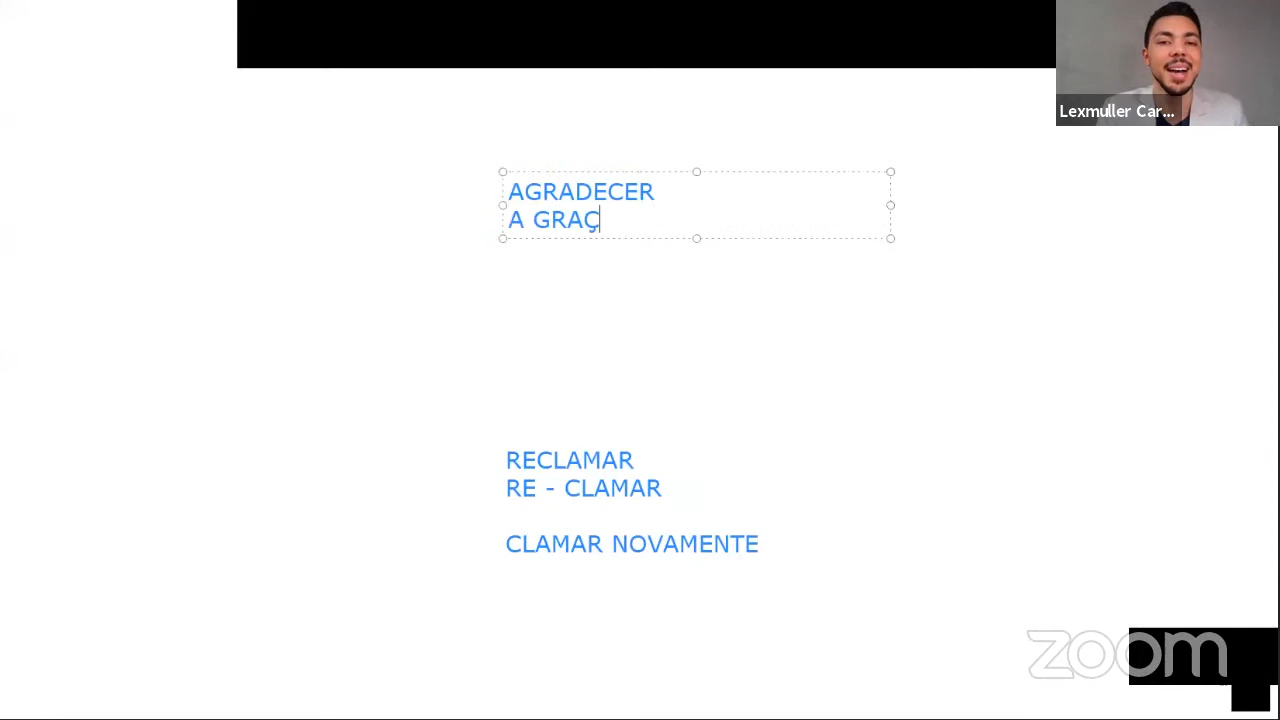 Lexmuller Car...
AGRADECER
A GRAÇ
RECLAMAR
RE - CLAMAR
CLAMAR NOVAMENTE
zoom